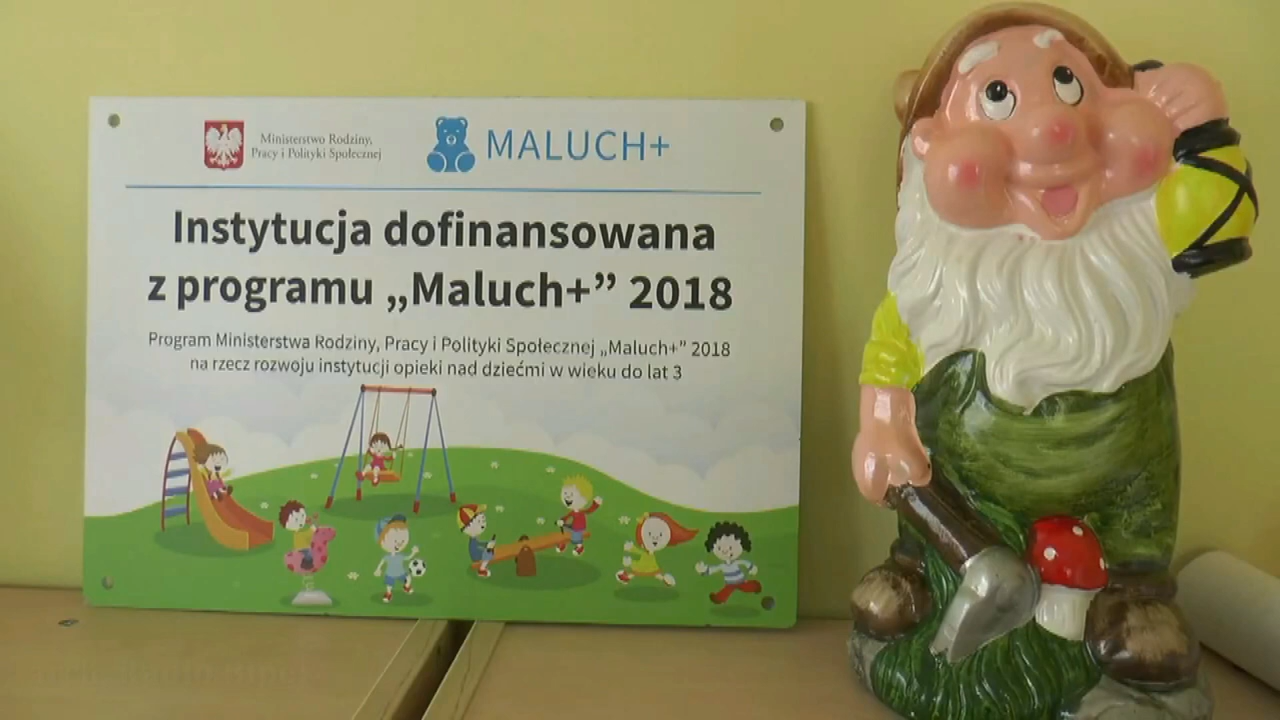 Ministerstwo Rodziny,
Pracy i Polityki Społecznej
MALUCH+
Instytucja dofinansowana
z programu „Maluch+” 2018
Program Ministerstwa Rodziny, Pracy i Polityki Społecznej „Maluch+” 2018
na rzecz rozwoju instytucji opieki nad dziećmi w wieku do lat 3